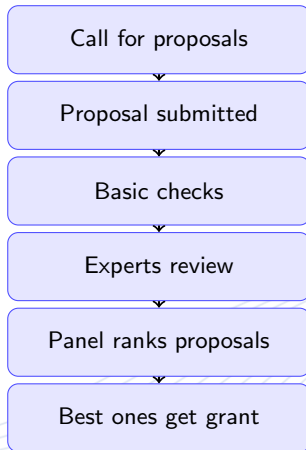 Call for proposals
Proposal submitted
Basic checks
Experts review
Panel ranks proposals
Best ones get grant